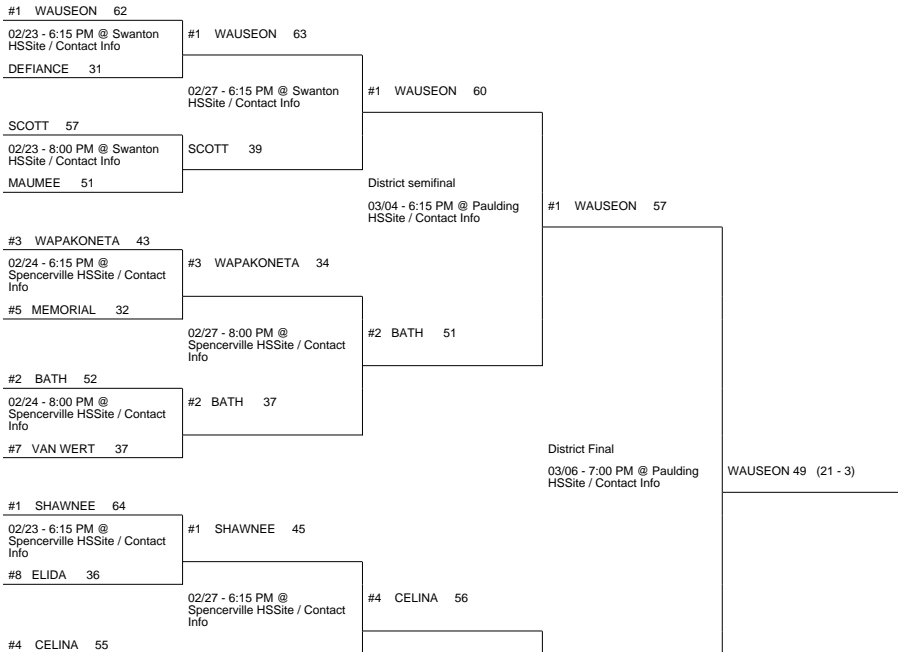 #1 WAUSEON 62
02/23 - 6:15 PM @ Swanton
HSSite / Contact Info
DEFIANCE 31
#1 WAUSEON 63
02/27 - 6:15 PM @ Swanton
HSSite / Contact Info
SCOTT 57
02/23 - 8:00 PM @ Swanton
HSSite / Contact Info
MAUMEE 51
SCOTT 39
#1 WAUSEON 60
District semifinal
03/04 - 6:15 PM @ Paulding
HSSite / Contact Info
#1 WAUSEON 57
#3 WAPAKONETA 43
02/24 - 6:15 PM @
Spencerville HSSite / Contact
Info
#5 MEMORIAL 32
#3 WAPAKONETA 34
02/27 - 8:00 PM @
Spencerville HSSite / Contact
Info
#2 BATH 51
#2 BATH 52
02/24 - 8:00 PM @
Spencerville HSSite / Contact
Info
#7 VAN WERT 37
#2 BATH 37
District Final
03/06 - 7:00 PM @ Paulding
HSSite / Contact Info
WAUSEON 49 (21 - 3)
#1 SHAWNEE 64
02/23 - 6:15 PM @
Spencerville HSSite / Contact
Info
#8 ELIDA 36
#1 SHAWNEE 45
02/27 - 6:15 PM @
Spencerville HSSite / Contact
Info
#4 CELINA 56
#4 CELINA 55